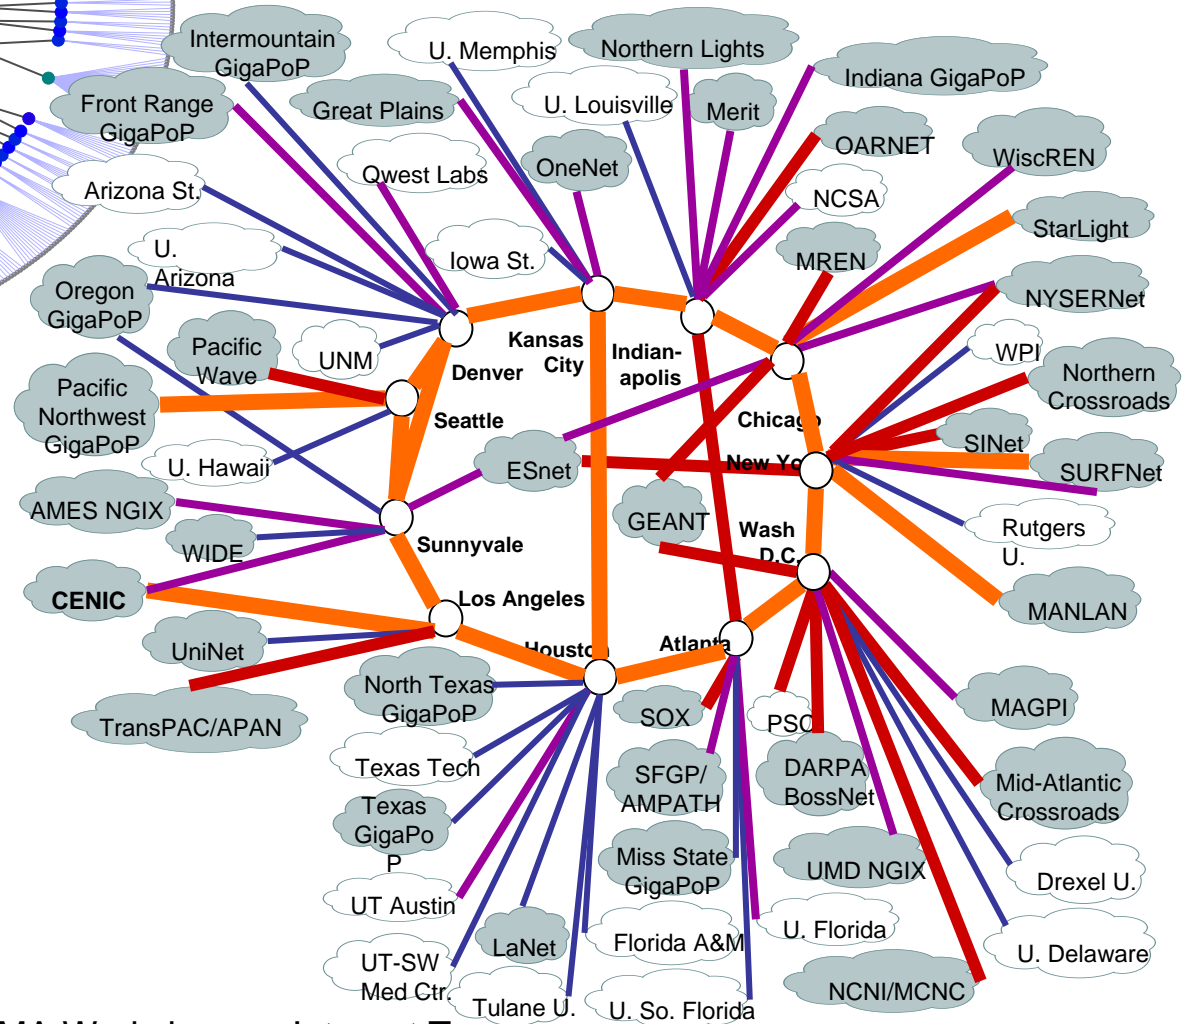 Intermountain
GigaPoP
U. Memphis
Northern Lights
Indiana GigaPoP
Front Range
GigaPoP
Great Plains
U. Louisville
Merit
OARNET
WiscREN
Qwest Labs
OneNet
Arizona St.
NCSA
StarLight
U.
Arizona
Iowa St.
MREN
NYSERNet
Oregon
GigaPoP
Pacific
Wave
UNM
Kansas
City
Indian-
apolis
Denver
WPI
Northern
Crossroads
Pacific
Northwest
GigaPoP
Seattle
Chicago
SINet
U. Hawaii
ESnet
New Yo
SURFNet
AMES NGIX
GEANT
Wash
D.C.
Rutgers
U.
WIDE
Sunnyvale
CENIC
Los Angeles
MANLAN
UniNet
Houston
Atlanta
North Texas
GigaPoP
SOX
PSC
MAGPI
TransPAC/APAN
Texas Tech
SFGP/
AMPATH
DARPA
BossNet
Mid-Atlantic
Crossroads
Texas
GigaPo
P
Miss State
GigaPoP
UMD NGIX
Drexel U.
UT Austin
LaNet
Florida A&M
U. Florida
U. Delaware
UT-SW
Med Ctr.
Tulane U.
U. So. Florida
NCNI/MCNC